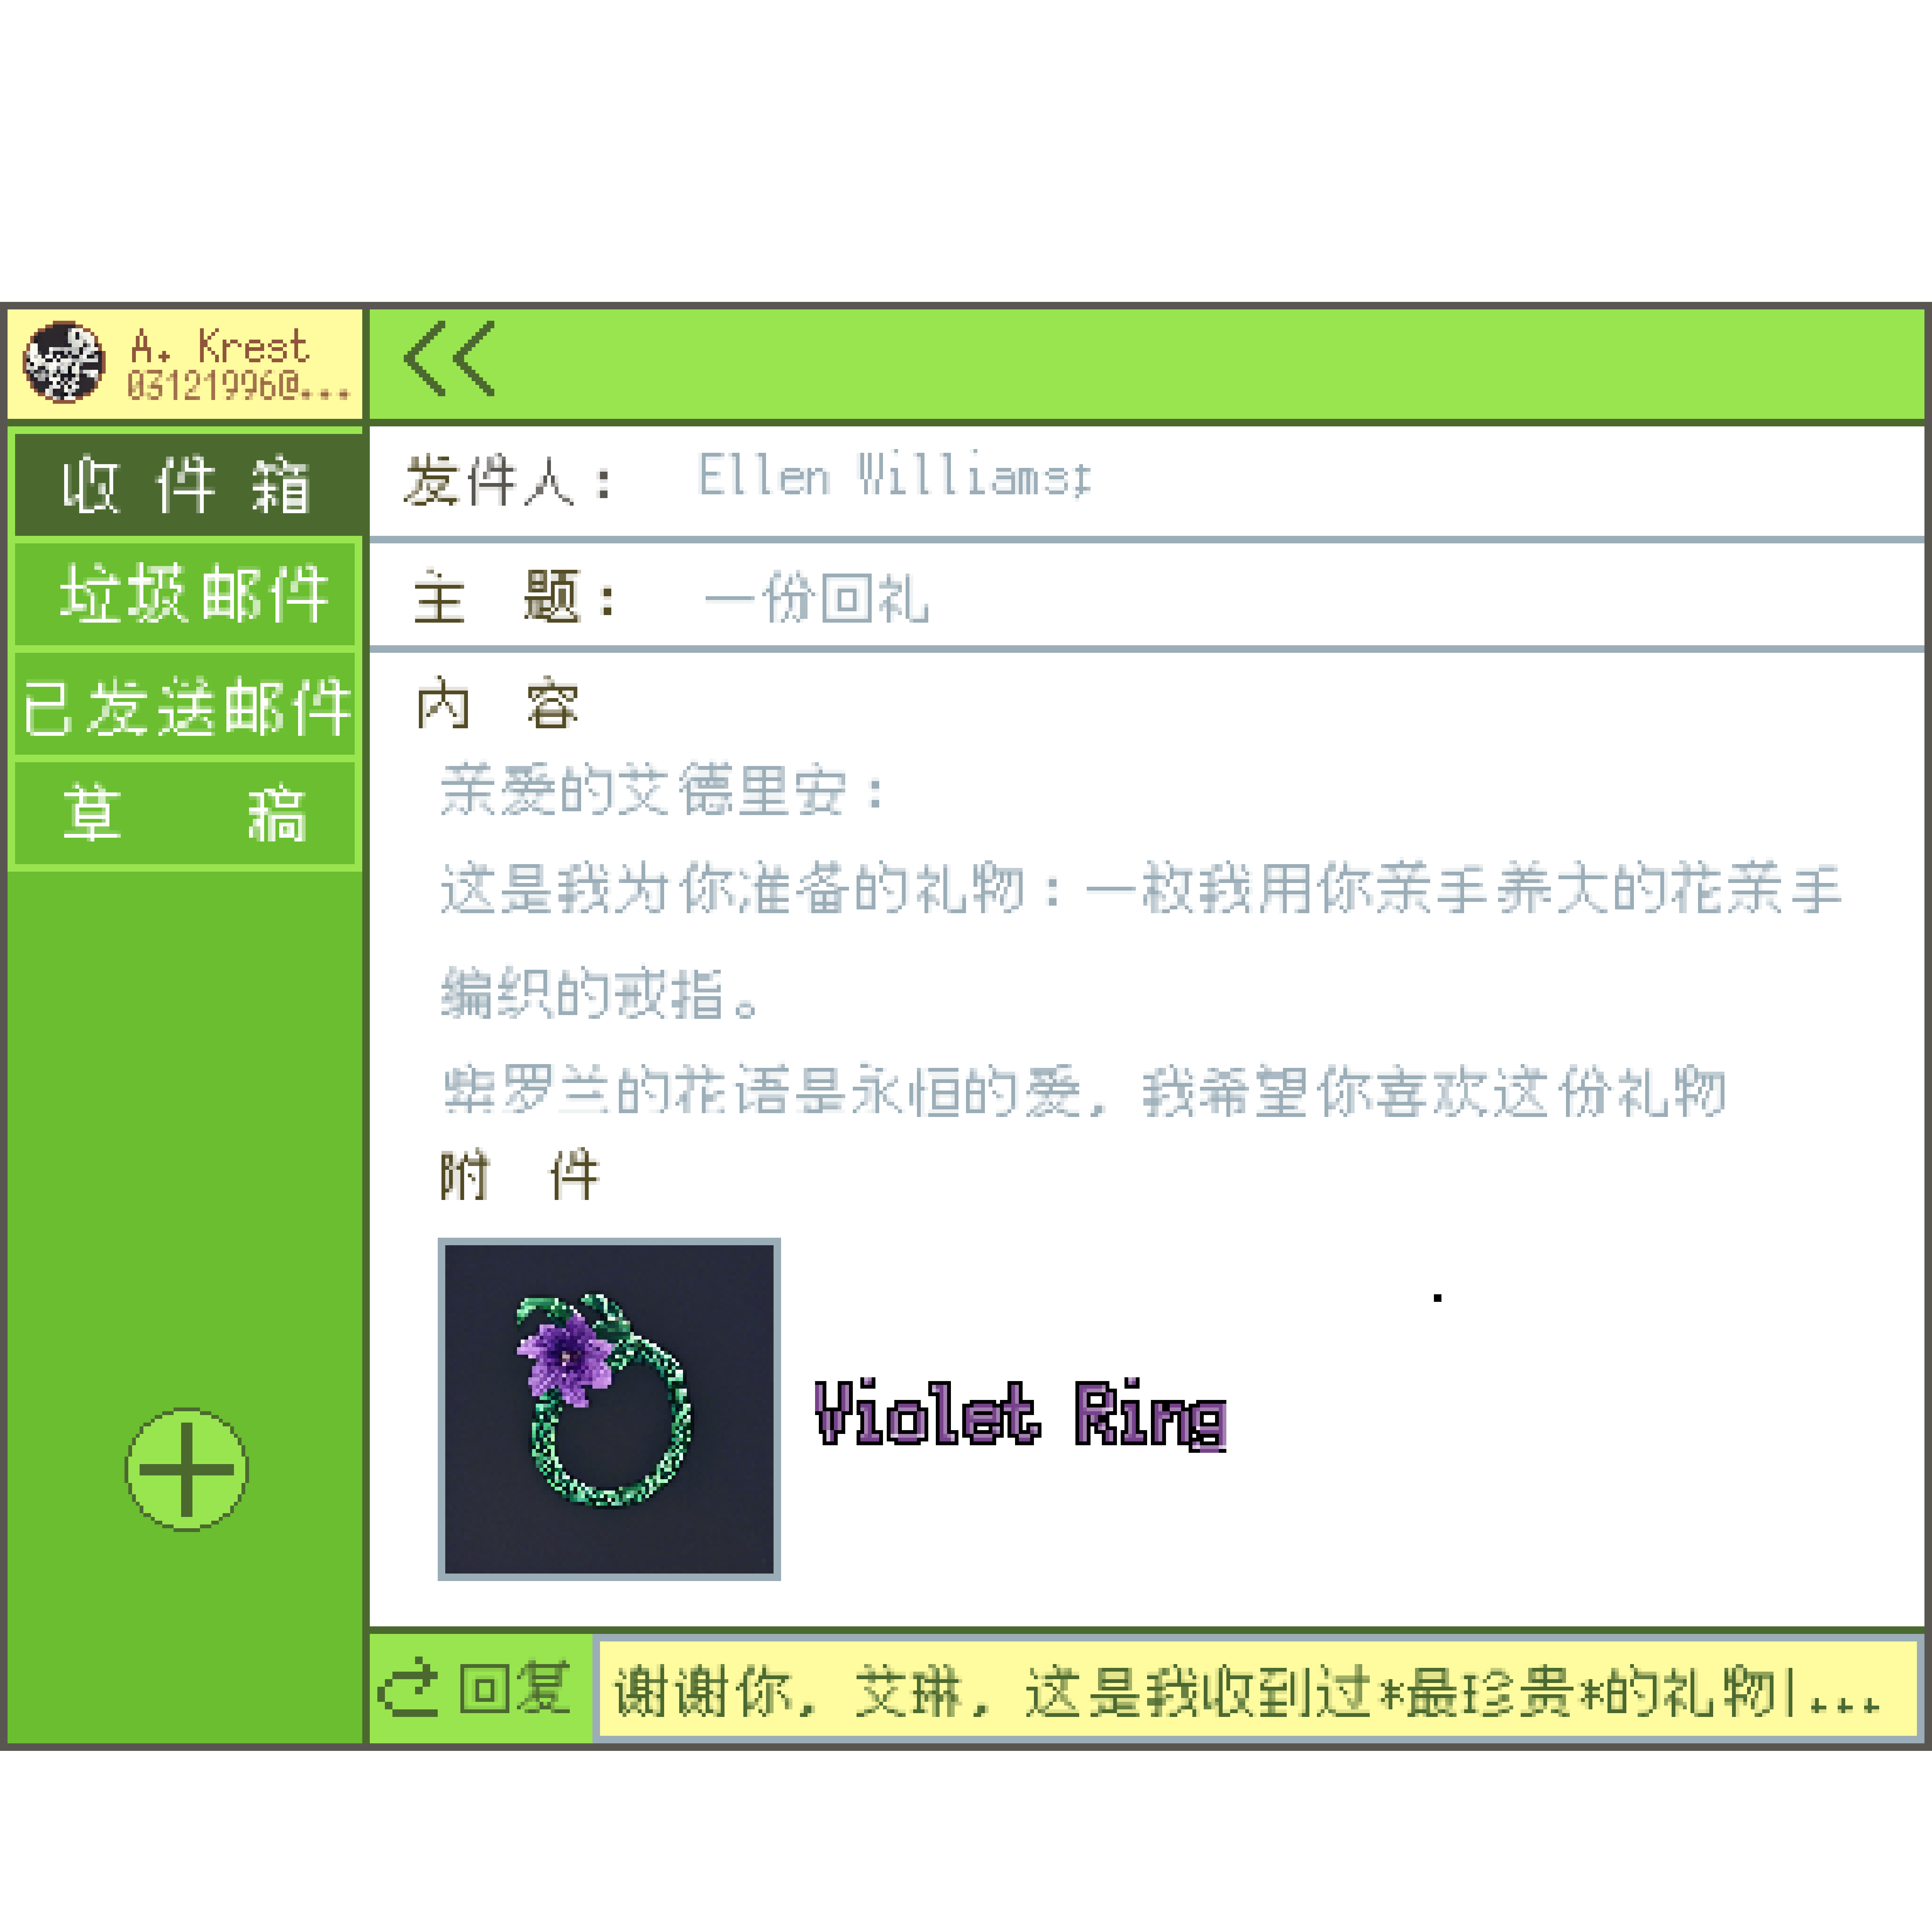 A. Krest
03121996@...
<<
收件箱
垃圾邮件
已发送邮件
草稿
发件人： Ellen Williams‡
主 题： 一份回礼
内 容
亲爱的艾德里安：
这是我为你准备的礼物：一枚我用你亲手养大的花亲手
编织的戒指。
紫罗兰的花语是永恒的爱，我希望你喜欢这份礼物
附 件
Violet Ring
回复 谢谢你，艾琳，这是我收到过*最珍贵*的礼物|...